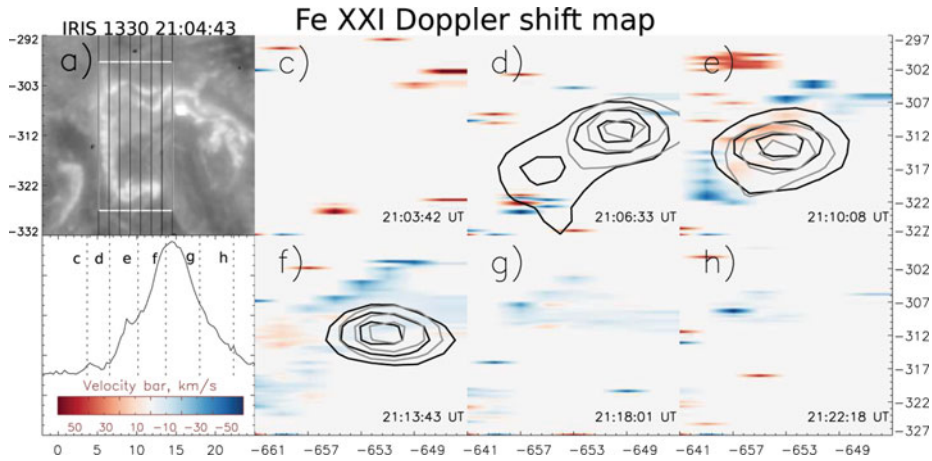 Fe XXI Doppler shift map
IRIS 1330 21:04:43
a)
c)
d)
e)
−292
−303
−312
−322
−332
−297
−302
−307
−312
−317
−322
21:03:42 UT
21:06:33 UT
21:10:08 UT
c d e f g h
f)
g)
h)
−302
−307
−312
−317
−322
−327
Velocity bar, km/s
50 30 10 −10 −30 −50
21:13:43 UT
21:18:01 UT
21:22:18 UT
0 5 10 15 20 25
−661 −657 −653 −649 −641 −657 −653 −649 −641 −657 −653 −649